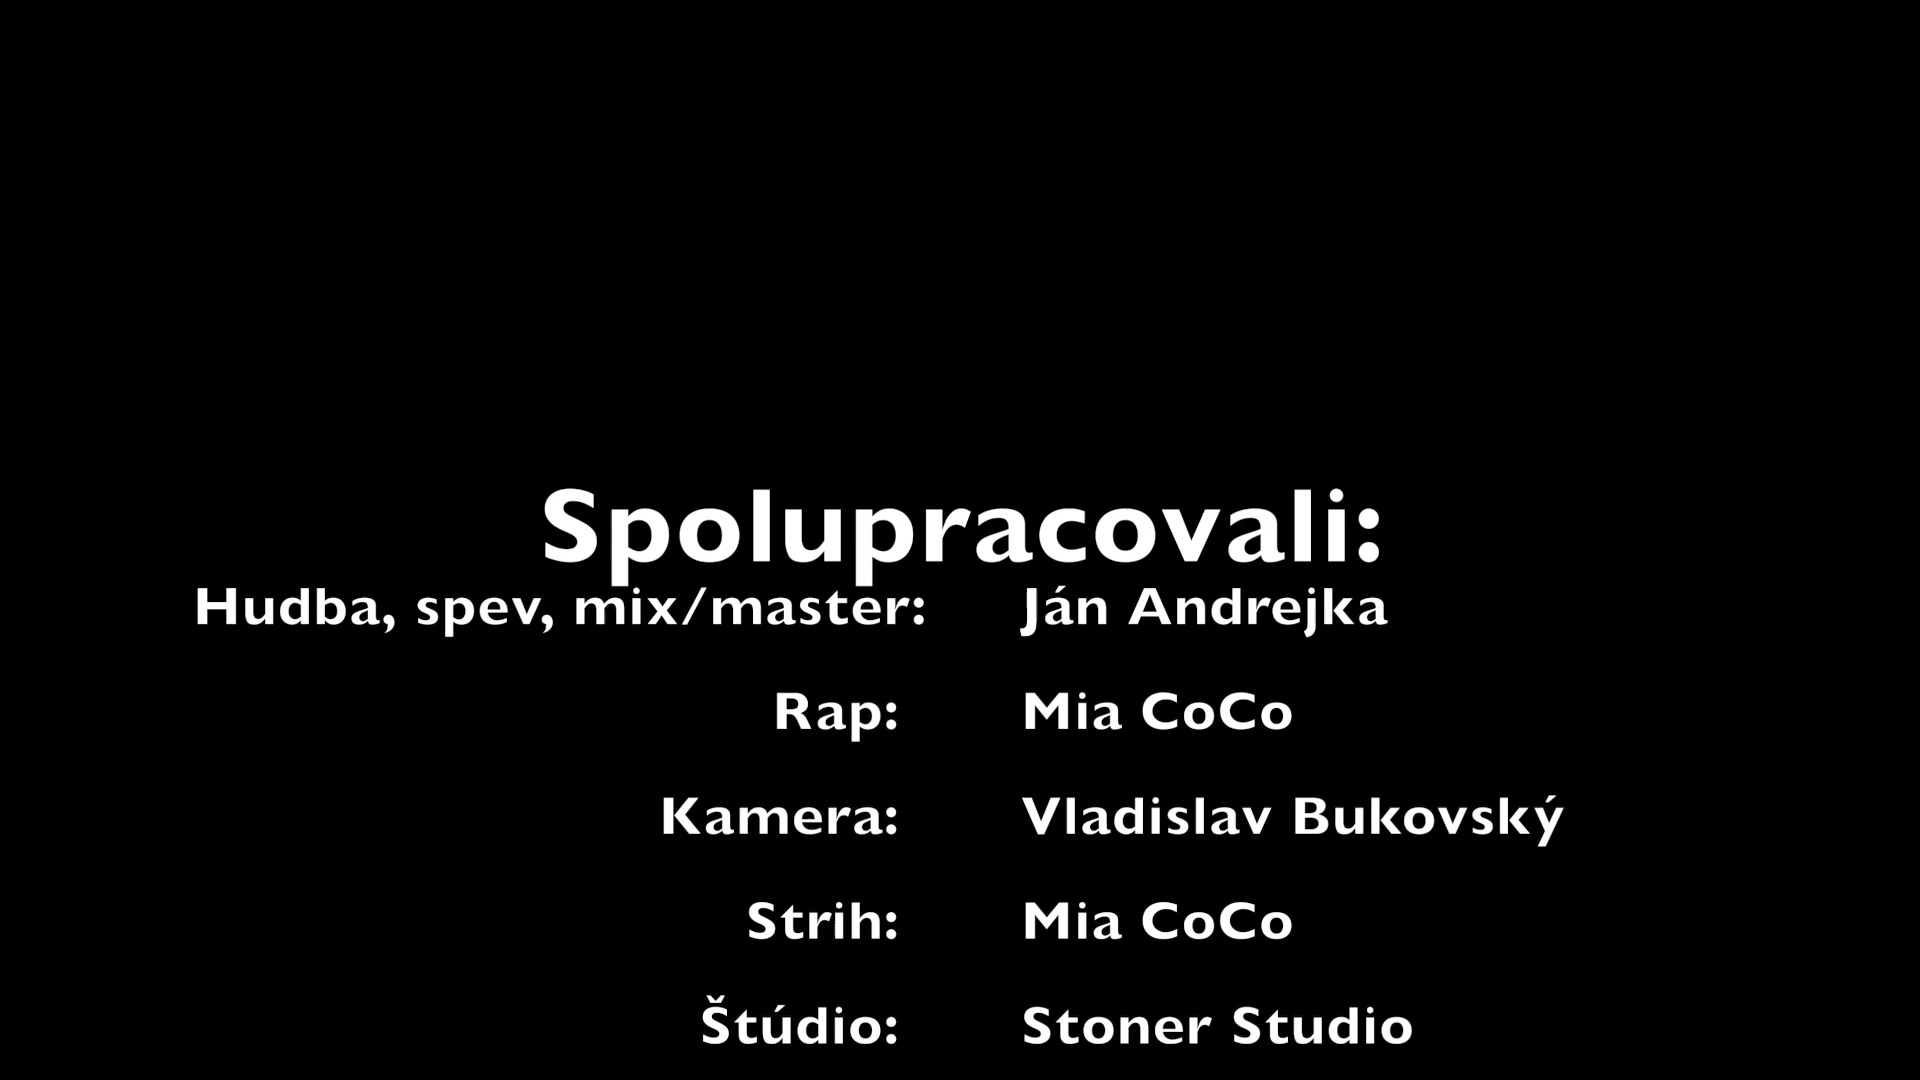 Spolupracovali:
Hudba, spev, mix/master: Ján Andrejka
Rap: Mia CoCo
Kamera: Vladislav Bukovský
Strih: Mia CoCo
Štúdio: Stoner Studio